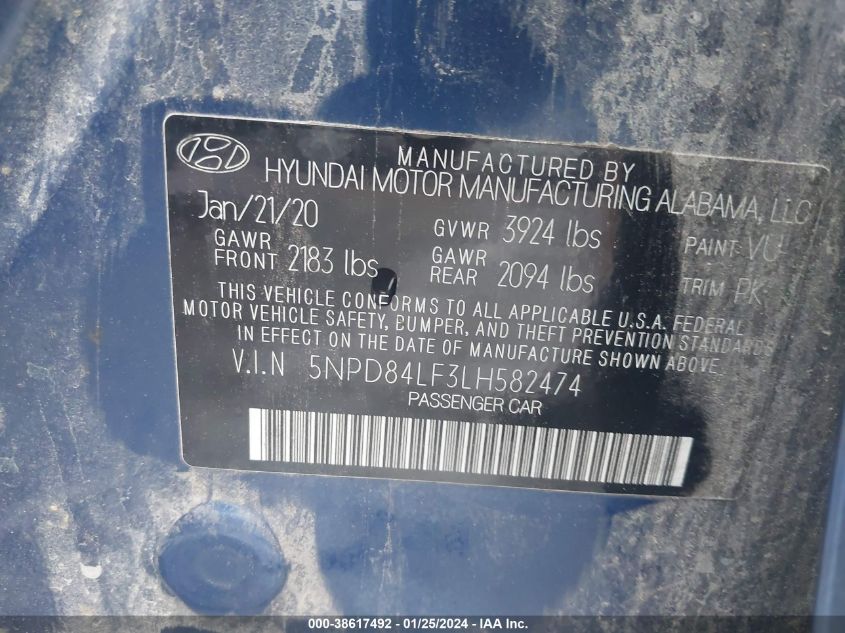 MANUFACTURED BY
HYUNDAI MOTOR MANUFACTURING ALABAMA, LLC
Jan/21/20 GVWR 3924 lbs PAINT VU
GAWR FRONT 2183 lbs GAWR REAR 2094 lbs TRIM PK
THIS VEHICLE CONFORMS TO ALL APPLICABLE U.S.A. FEDERAL
MOTOR VEHICLE SAFETY, BUMPER, AND THEFT PREVENTION STANDARDS
IN EFFECT ON THE DATE OF MANUFACTURE SHOWN ABOVE.
V.I.N 5NPD84LF3LH582474
PASSENGER CAR
000-38617492 - 01/25/2024 - IAA Inc.